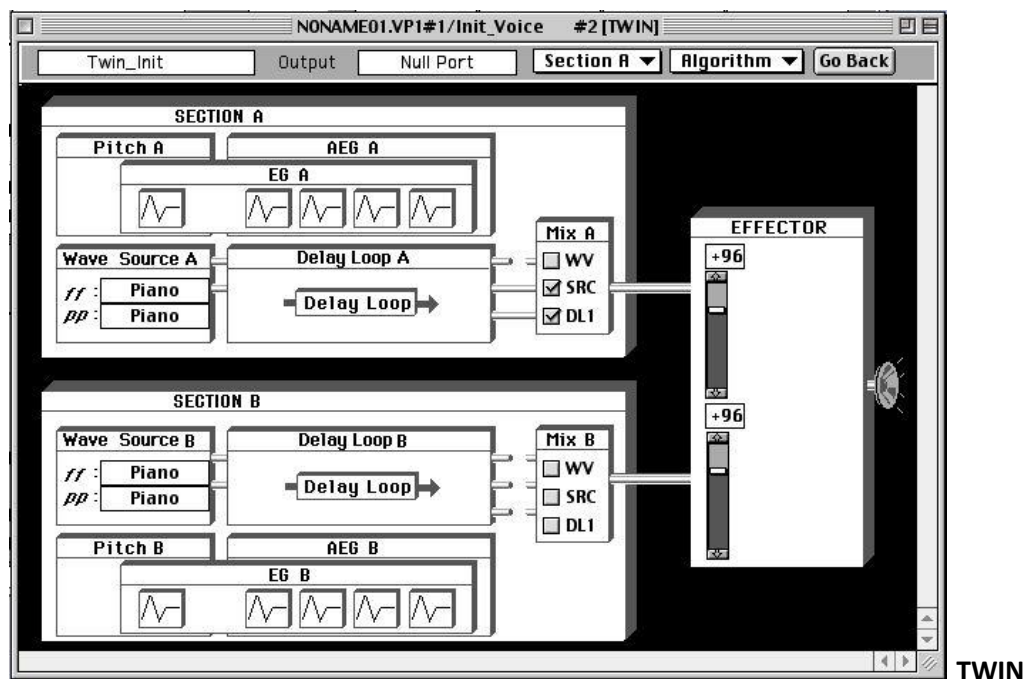 NONAME01.VP1#1/Init_Voice #2 [TWIN]
Twin_Init Output Null Port Section A Algorithm Go Back
SECTION A
Pitch A AEG A
EG A
Mix A
WV
SRC
DL1
Wave Source A Delay Loop A
ff : Piano
pp : Piano
Delay Loop
EFFECTOR
+96
+96
SECTION B
Wave Source B Delay Loop B
ff : Piano
pp : Piano
Delay Loop
Mix B
WV
SRC
DL1
Pitch B AEG B
EG B
TWIN